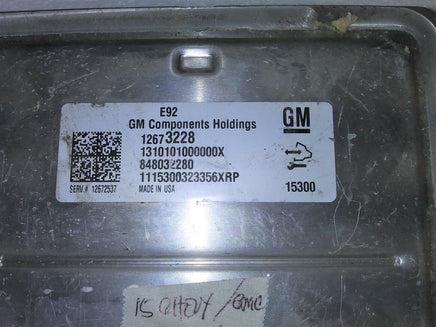 E92
GM Components Holdings
12673228
1310101000000X
848032280
1115300323356XRP
SERV.# 12672537
MADE IN USA
GM
15300
15 CHEVY/GMC